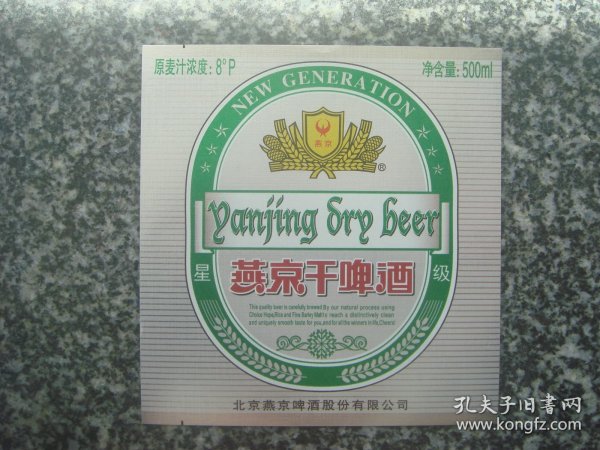 原麦汁浓度: 8°P
净含量: 500ml
NEW GENERATION
燕京
®
Yanjing dry beer
星级
燕京干啤酒
This quality beer is carefully brewed By our natural process using
Choice Hops,Rice and Fine Barley Malt It's reach a distinctively clean
and uniquely smooth taste for you,and for all the winners in life,Cheers!
北京燕京啤酒股份有限公司
孔夫子旧书网
www.kongfz.com